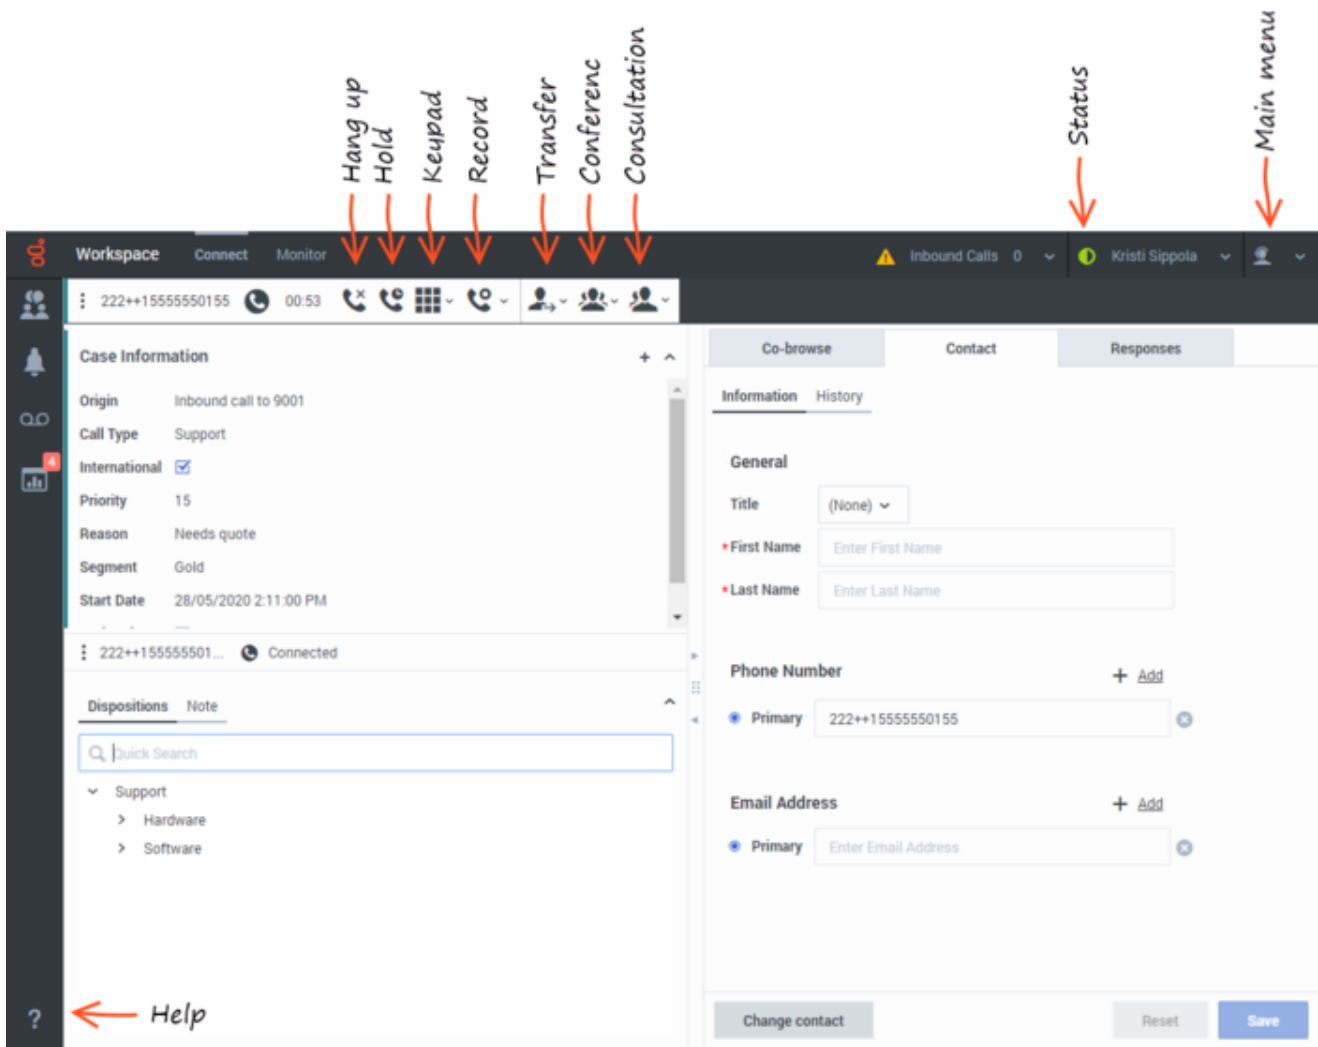 Hang up
Hold
Keypad
Record
Transfer
Conferenc
Consultation
Status
Main menu
Workspace Connect Monitor
Inbound Calls 0
Kristi Sippola
222++15555550155 00:53
Case Information
Origin Inbound call to 9001
Call Type Support
International
Priority 15
Reason Needs quote
Segment Gold
Start Date 28/05/2020 2:11:00 PM
222++155555501... Connected
Dispositions Note
Quick Search
Support
Hardware
Software
4
? Help
Co-browse Contact Responses
Information History
General
Title (None)
*First Name Enter First Name
*Last Name Enter Last Name
Phone Number + Add
Primary 222++15555550155
Email Address + Add
Primary Enter Email Address
Change contact Reset Save